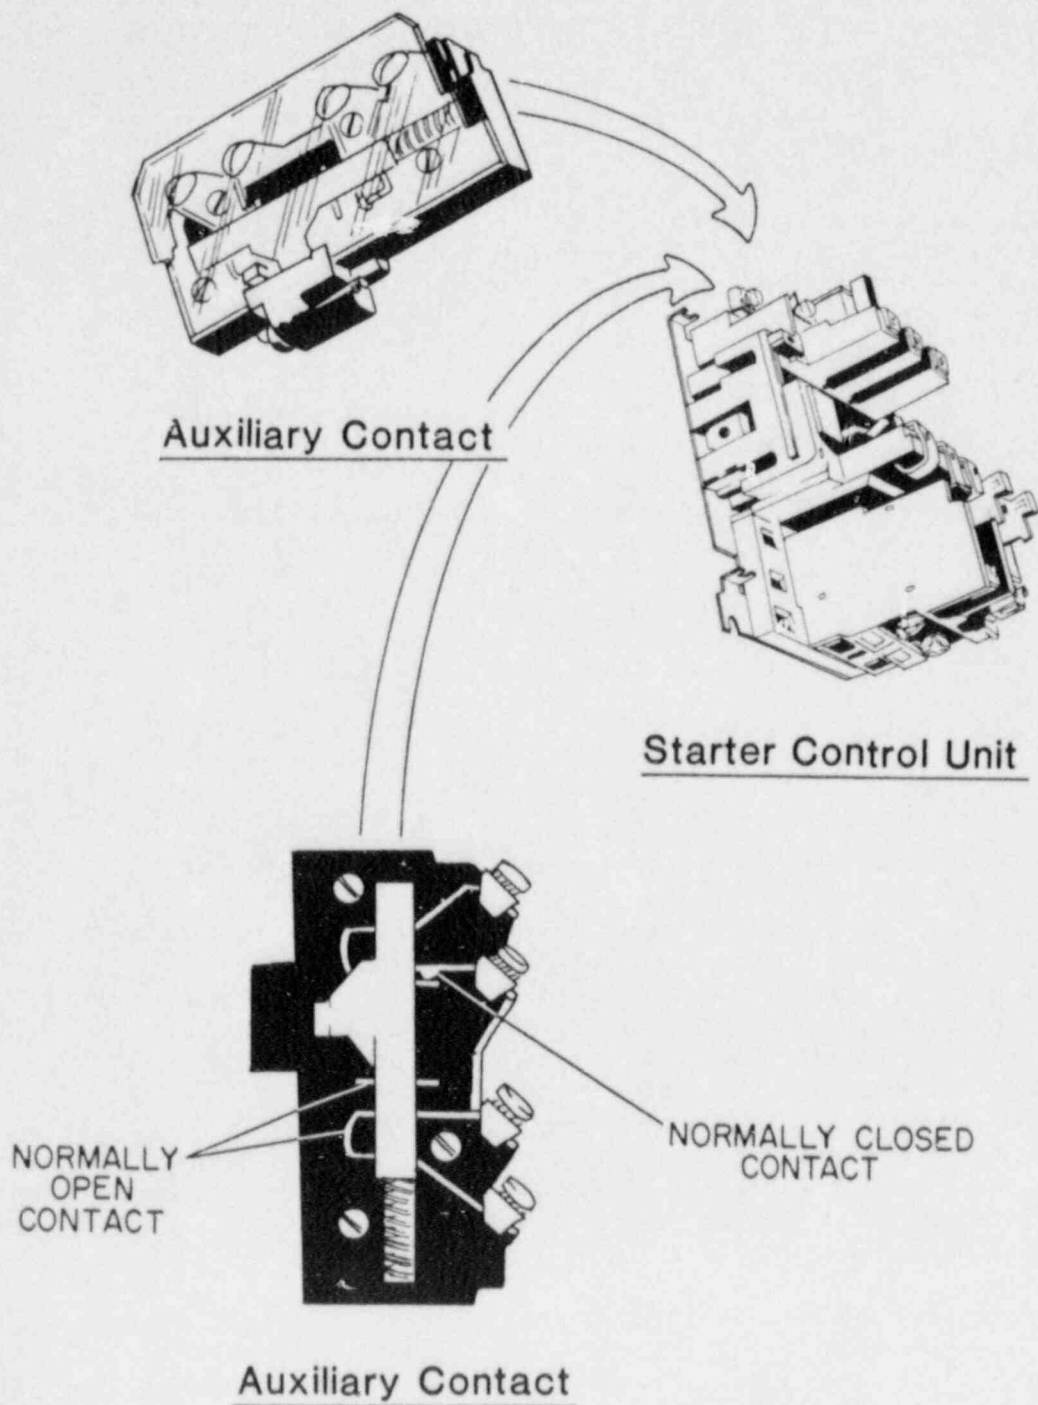 Auxiliary Contact
Starter Control Unit
NORMALLY
OPEN
CONTACT
NORMALLY CLOSED
CONTACT
Auxiliary Contact